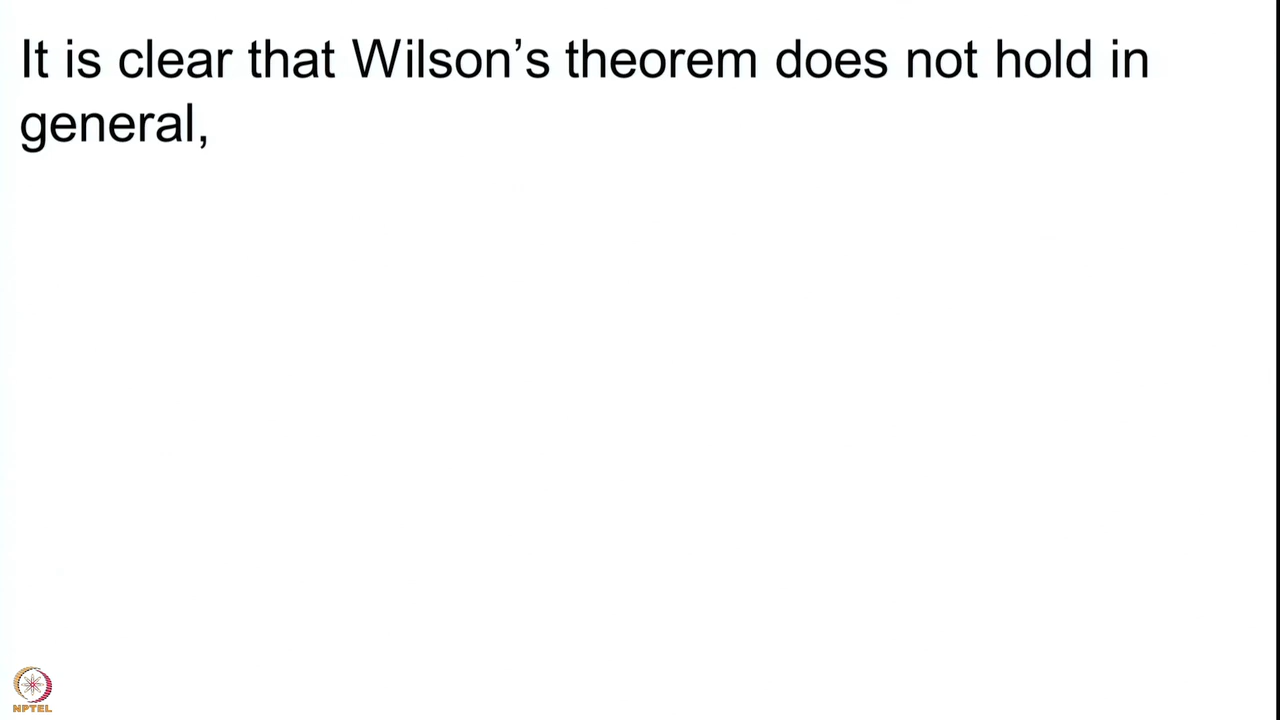 It is clear that Wilson’s theorem does not hold in
general,
NPTEL